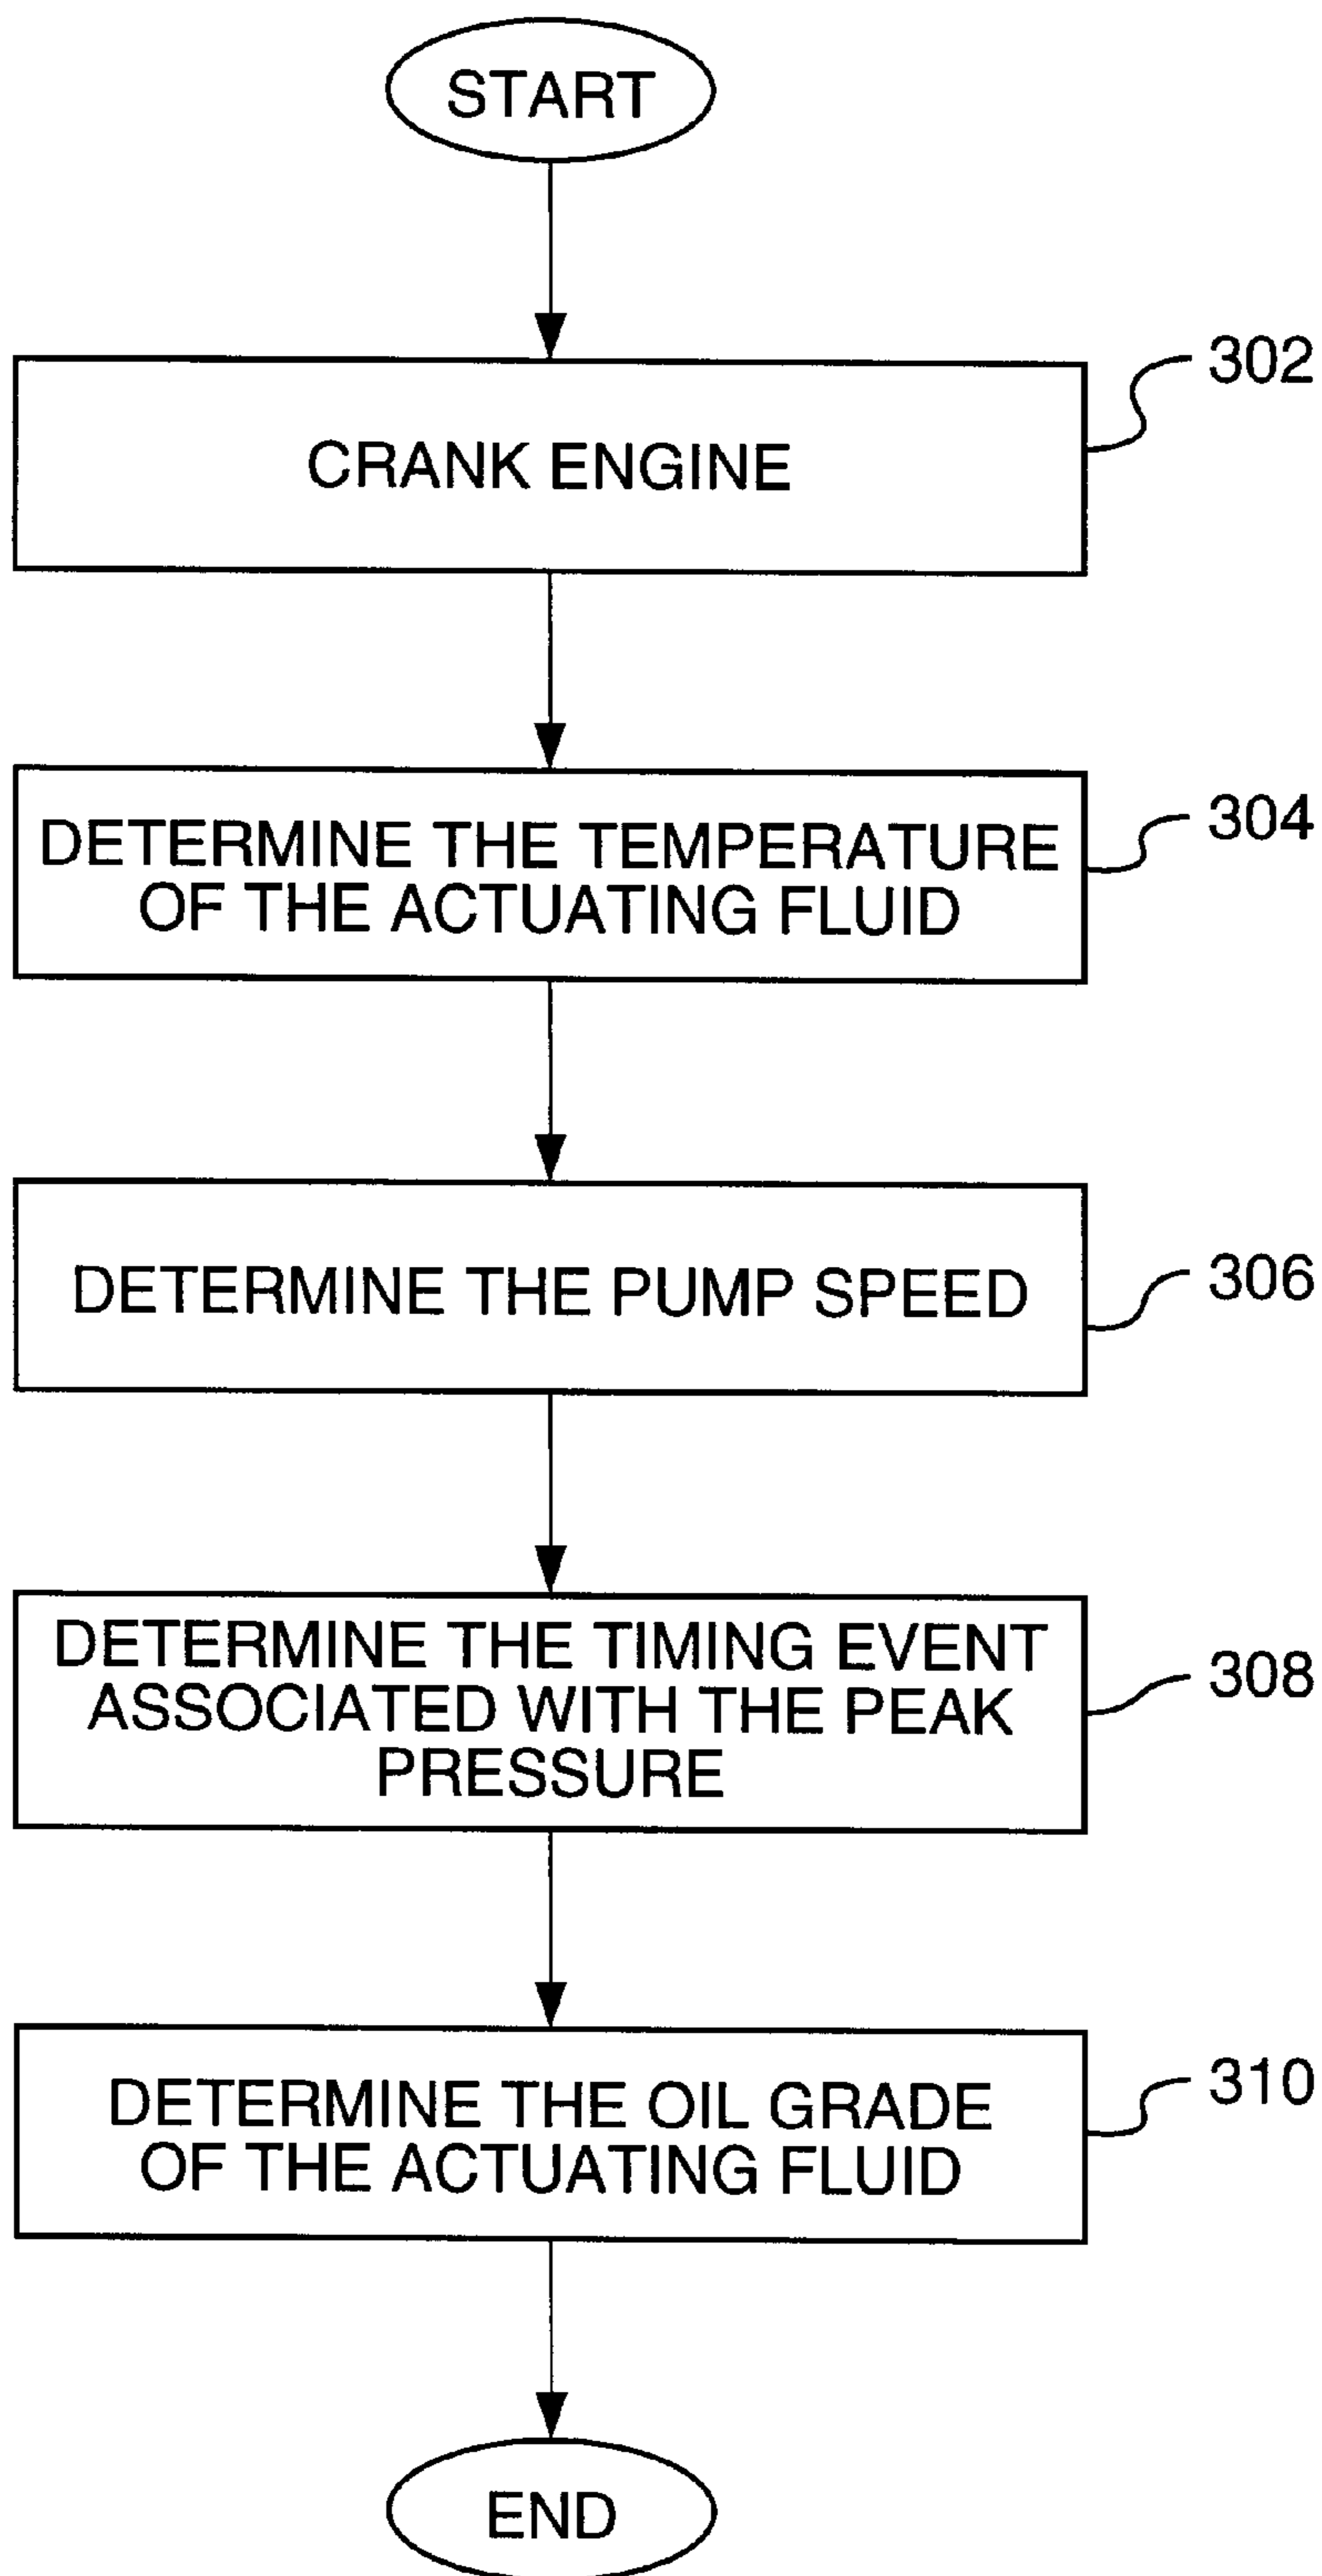 START
302
CRANK ENGINE
304
DETERMINE THE TEMPERATURE
OF THE ACTUATING FLUID
306
DETERMINE THE PUMP SPEED
308
DETERMINE THE TIMING EVENT
ASSOCIATED WITH THE PEAK
PRESSURE
310
DETERMINE THE OIL GRADE
OF THE ACTUATING FLUID
END